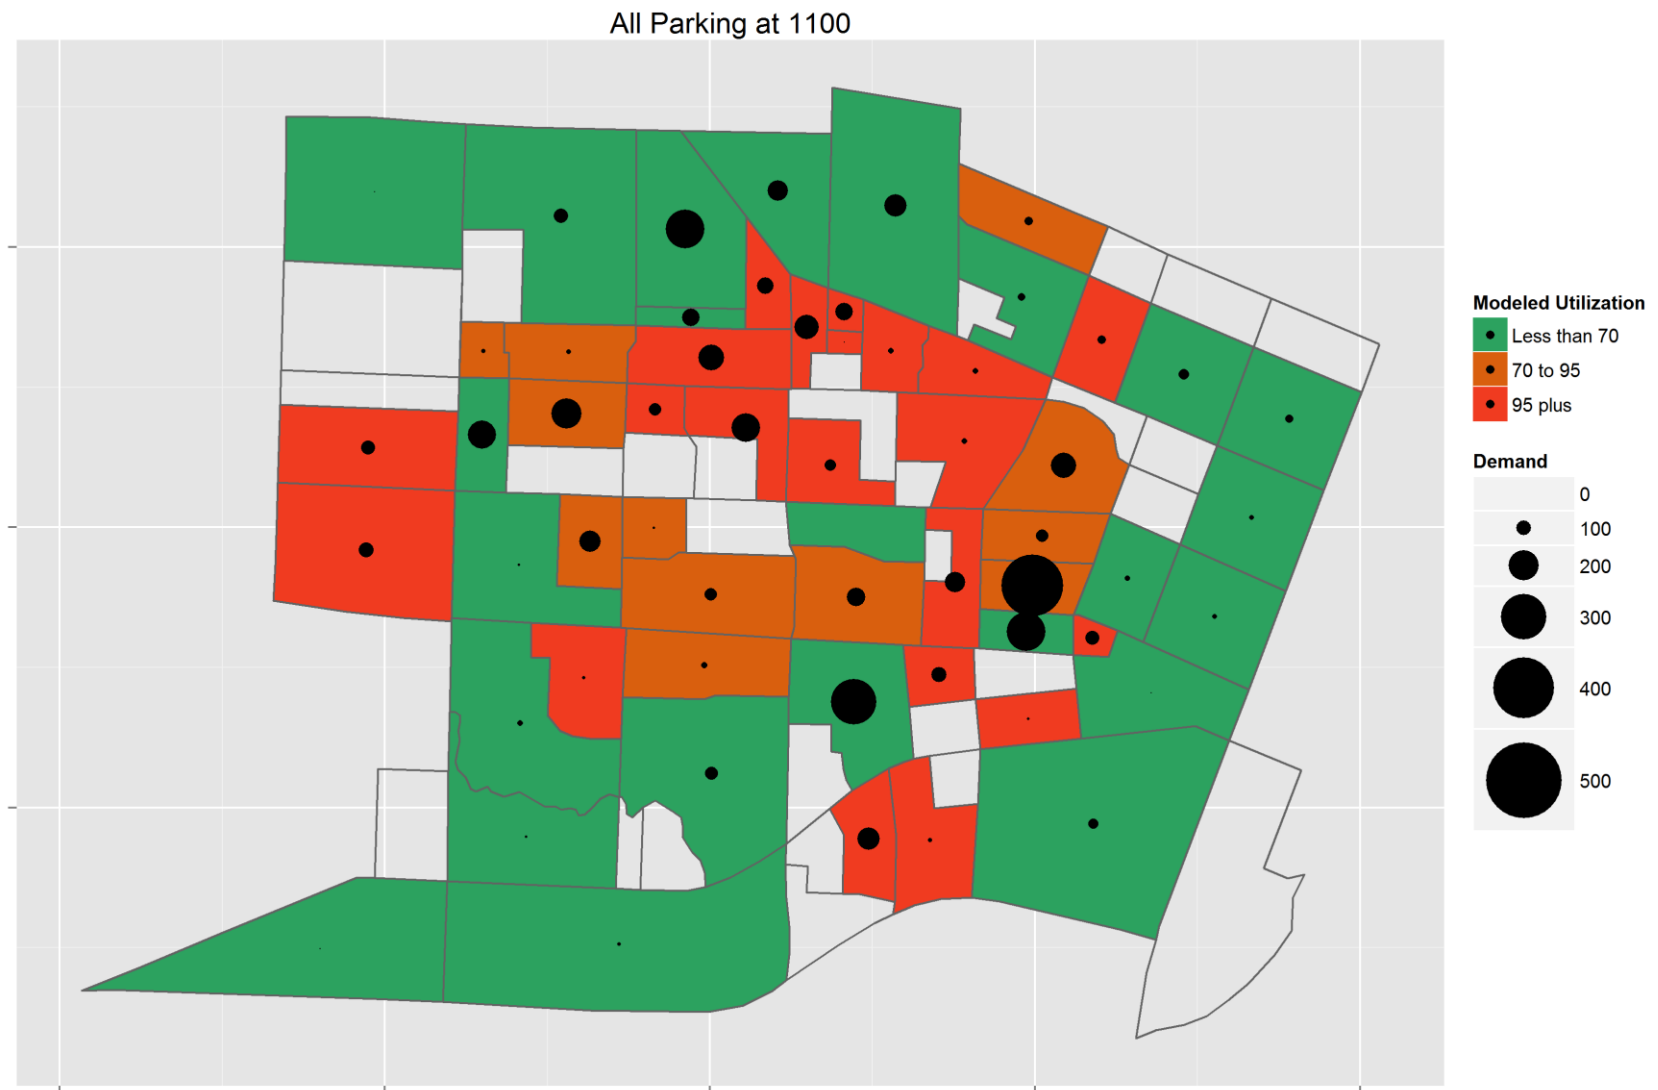 All Parking at 1100
Modeled Utilization
Less than 70
70 to 95
95 plus
Demand
0
100
200
300
400
500